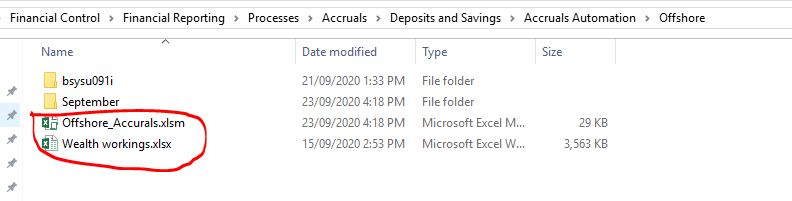 Financial Control > Financial Reporting > Processes > Accruals > Deposits and Savings > Accruals Automation > Offshore
Name Date modified Type Size
bsysu091i 21/09/2020 1:33 PM File folder
September 23/09/2020 4:18 PM File folder
Offshore_Accurals.xlsm 23/09/2020 4:18 PM Microsoft Excel M... 29 KB
Wealth workings.xlsx 15/09/2020 2:53 PM Microsoft Excel W... 3,563 KB